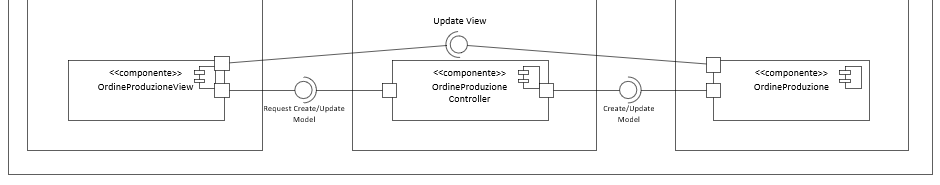 Update View
<<componente>>
OrdineProduzioneView
<<componente>>
OrdineProduzione
Controller
<<componente>>
OrdineProduzione
Request Create/Update
Model
Create/Update
Model